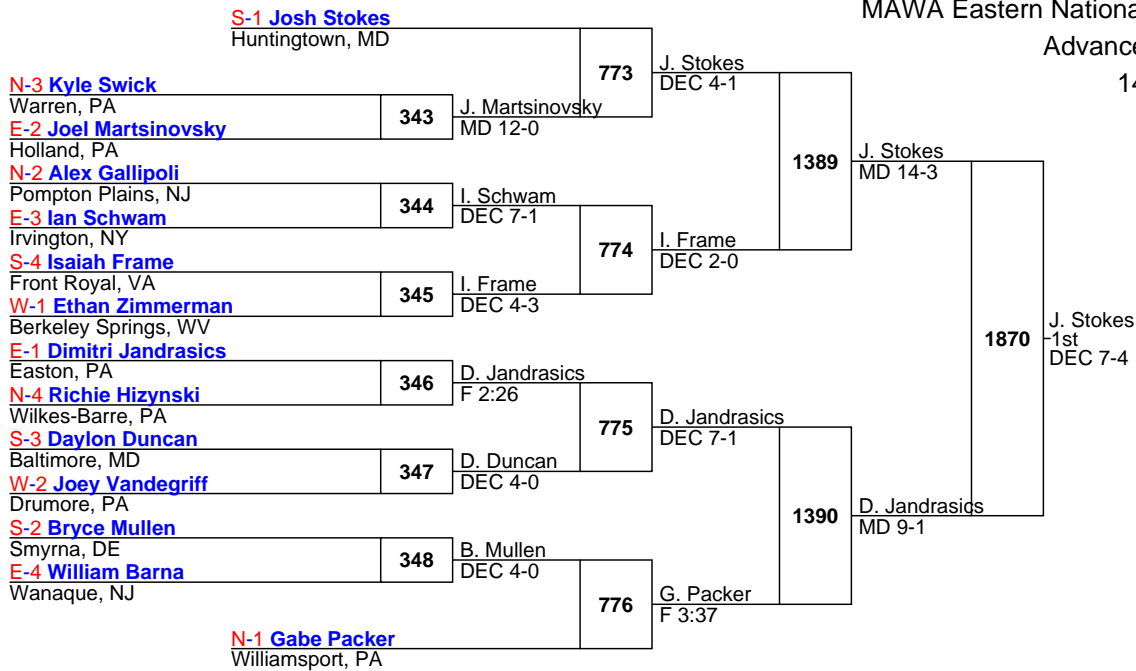 MAWA Eastern Nationa
Advance
14
S-1 Josh Stokes
Huntingtown, MD
N-3 Kyle Swick
Warren, PA
E-2 Joel Martsinovsky
Holland, PA
N-2 Alex Gallipoli
Pompton Plains, NJ
E-3 Ian Schwam
Irvington, NY
S-4 Isaiah Frame
Front Royal, VA
W-1 Ethan Zimmerman
Berkeley Springs, WV
E-1 Dimitri Jandrasics
Easton, PA
N-4 Richie Hizynski
Wilkes-Barre, PA
S-3 Daylon Duncan
Baltimore, MD
W-2 Joey Vandegriff
Drumore, PA
S-2 Bryce Mullen
Smyrna, DE
E-4 William Barna
Wanaque, NJ
N-1 Gabe Packer
Williamsport, PA
343
J. Martsinovsky
MD 12-0
344
I. Schwam
DEC 7-1
345
I. Frame
DEC 4-3
346
D. Jandrasics
F 2:26
347
D. Duncan
DEC 4-0
348
B. Mullen
DEC 4-0
773
J. Stokes
DEC 4-1
774
I. Frame
DEC 2-0
775
D. Jandrasics
DEC 7-1
776
G. Packer
F 3:37
1389
J. Stokes
MD 14-3
1390
D. Jandrasics
MD 9-1
1870
J. Stokes
1st
DEC 7-4